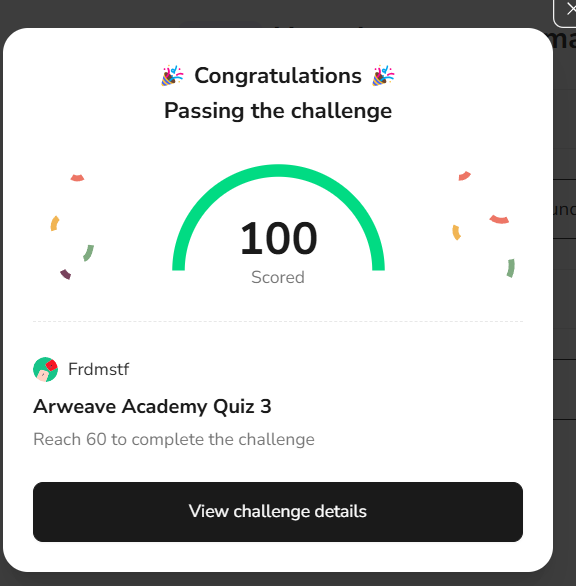 Congratulations
Passing the challenge
100
Scored
Frdmstf
Arweave Academy Quiz 3
Reach 60 to complete the challenge
View challenge details